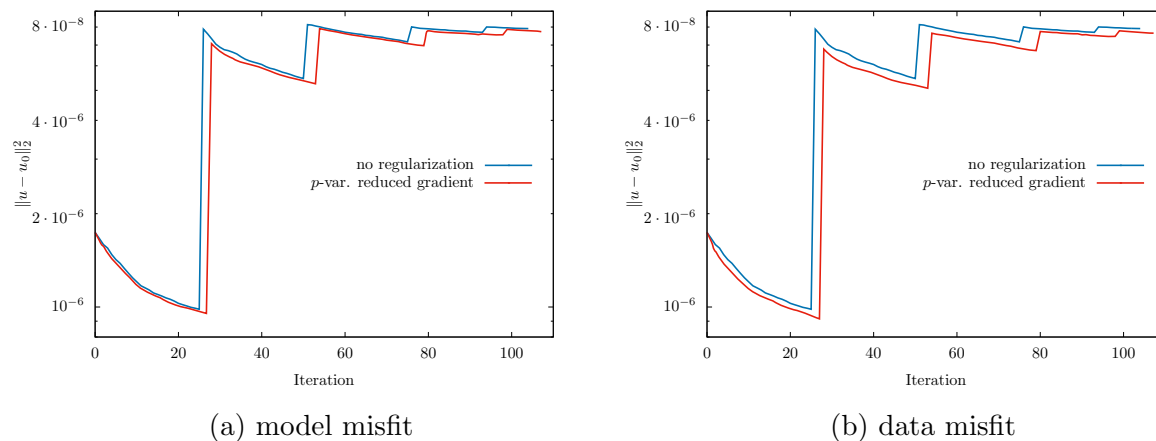 8 · 10⁻⁸
4 · 10⁻⁶
2 · 10⁻⁶
10⁻⁶
‖u − u₀‖₂²
no regularization
p-var. reduced gradient
0 20 40 60 80 100
Iteration
(a) model misfit
8 · 10⁻⁸
4 · 10⁻⁶
2 · 10⁻⁶
10⁻⁶
‖u − u₀‖₂²
no regularization
p-var. reduced gradient
0 20 40 60 80 100
Iteration
(b) data misfit